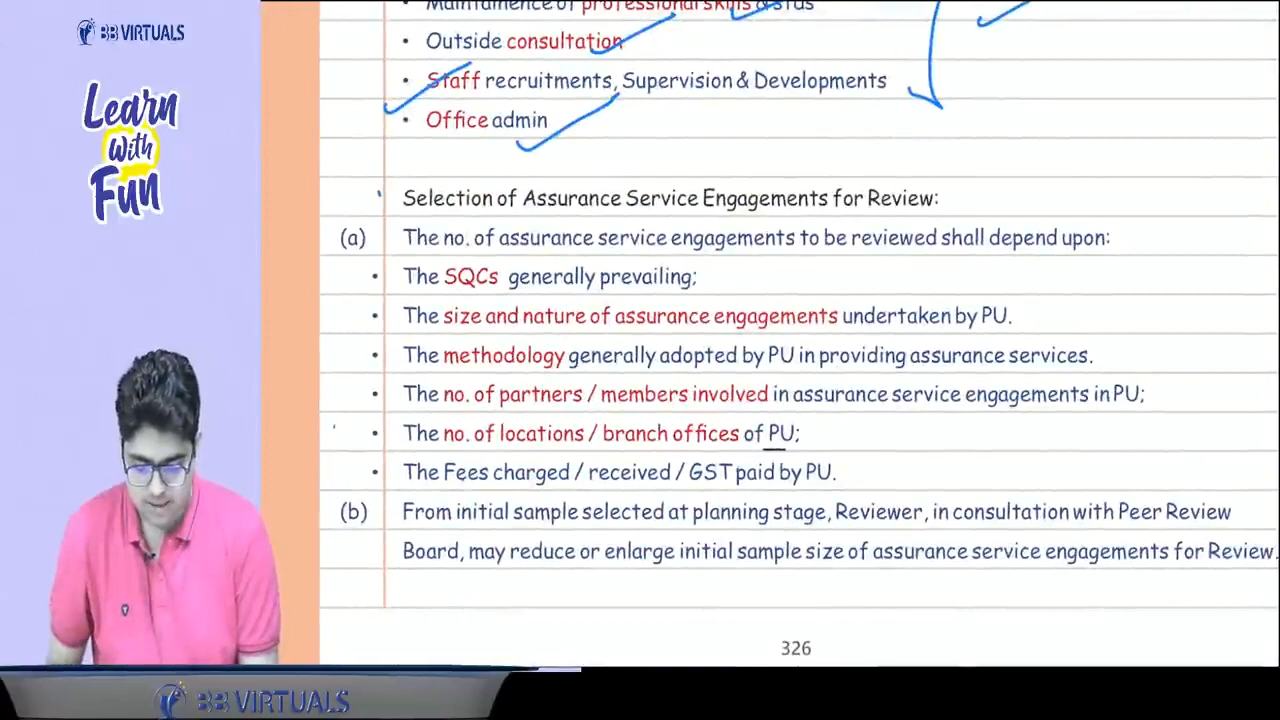 BB VIRTUALS
Learn
With
Fun
Maintainence of professional skills & stds
• Outside consultation
• Staff recruitments, Supervision & Developments
• Office admin
Selection of Assurance Service Engagements for Review:
(a) The no. of assurance service engagements to be reviewed shall depend upon:
• The SQCs generally prevailing;
• The size and nature of assurance engagements undertaken by PU.
• The methodology generally adopted by PU in providing assurance services.
• The no. of partners / members involved in assurance service engagements in PU;
• The no. of locations / branch offices of PU;
• The Fees charged / received / GST paid by PU.
(b) From initial sample selected at planning stage, Reviewer, in consultation with Peer Review
Board, may reduce or enlarge initial sample size of assurance service engagements for Review.
326
BB VIRTUALS